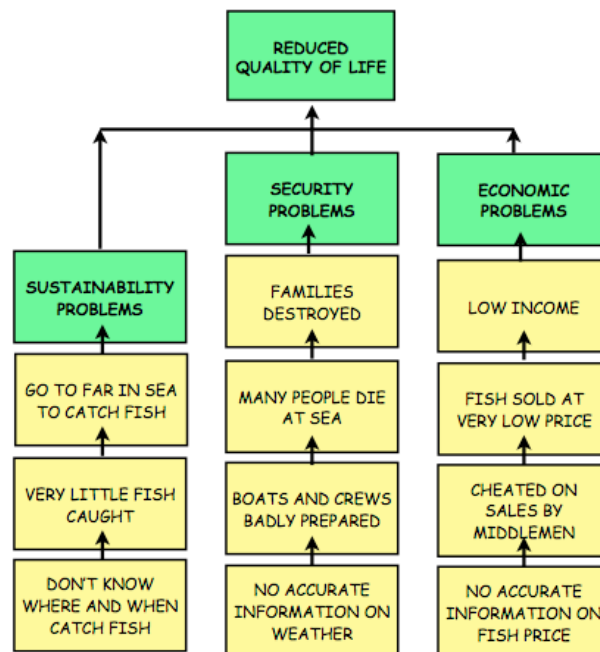 REDUCED
QUALITY OF LIFE
SECURITY
PROBLEMS
ECONOMIC
PROBLEMS
SUSTAINABILITY
PROBLEMS
FAMILIES
DESTROYED
LOW INCOME
GO TO FAR IN SEA
TO CATCH FISH
MANY PEOPLE DIE
AT SEA
FISH SOLD AT
VERY LOW PRICE
VERY LITTLE FISH
CAUGHT
BOATS AND CREWS
BADLY PREPARED
CHEATED ON
SALES BY
MIDDLEMEN
DON'T KNOW
WHERE AND WHEN
CATCH FISH
NO ACCURATE
INFORMATION ON
WEATHER
NO ACCURATE
INFORMATION ON
FISH PRICE